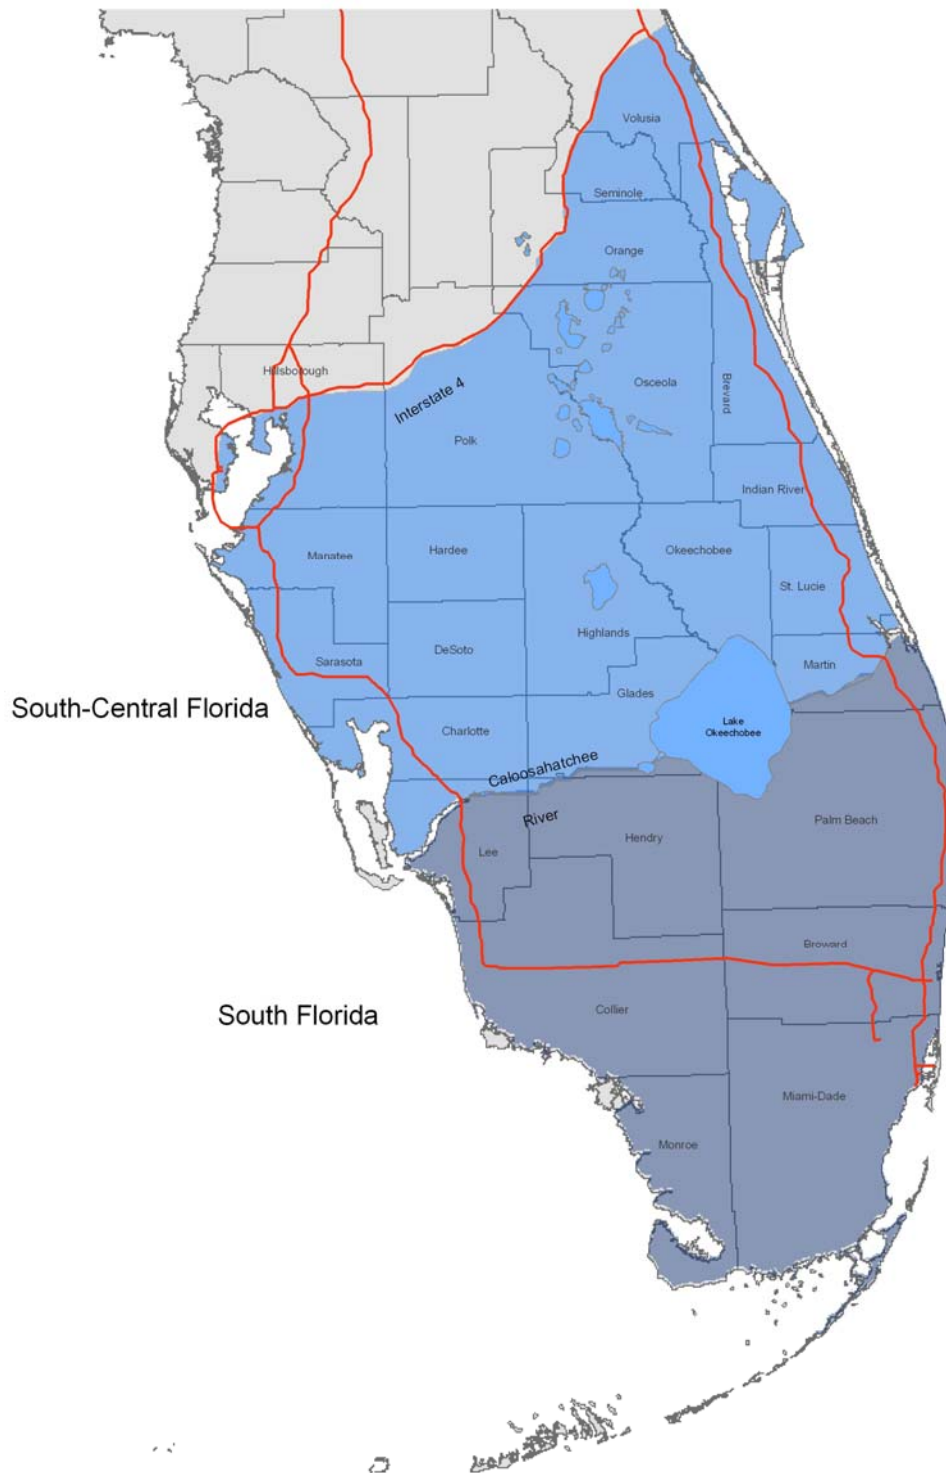 Volusia
Seminole
Orange
Hillsborough
Interstate 4
Osceola
Brevard
Polk
Indian River
Manatee
Hardee
Okeechobee
St. Lucie
Highlands
Sarasota
DeSoto
Martin
Glades
South-Central Florida
Charlotte
Lake
Okeechobee
Caloosahatchee
River
Palm Beach
Lee
Hendry
Broward
South Florida
Collier
Miami-Dade
Monroe